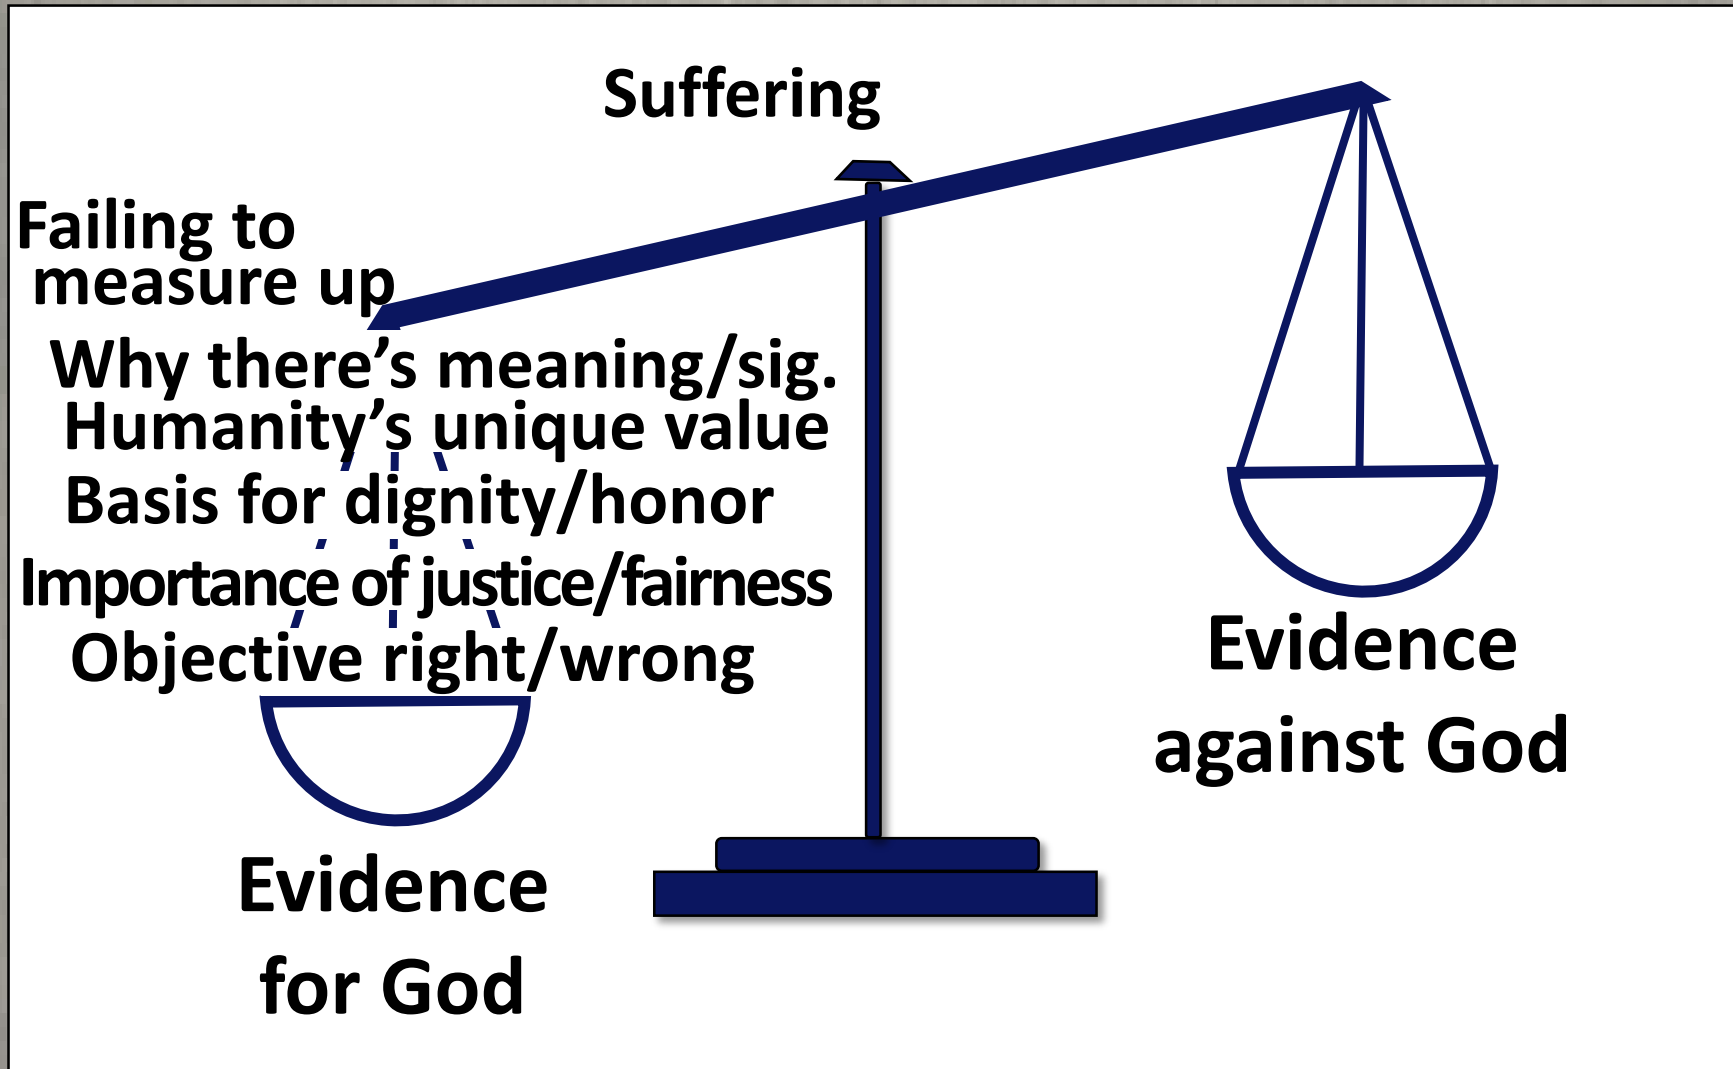 Suffering
Failing to
measure up
Why there’s meaning/sig.
Humanity’s unique value
Basis for dignity/honor
Importance of justice/fairness
Objective right/wrong
Evidence
for God
Evidence
against God